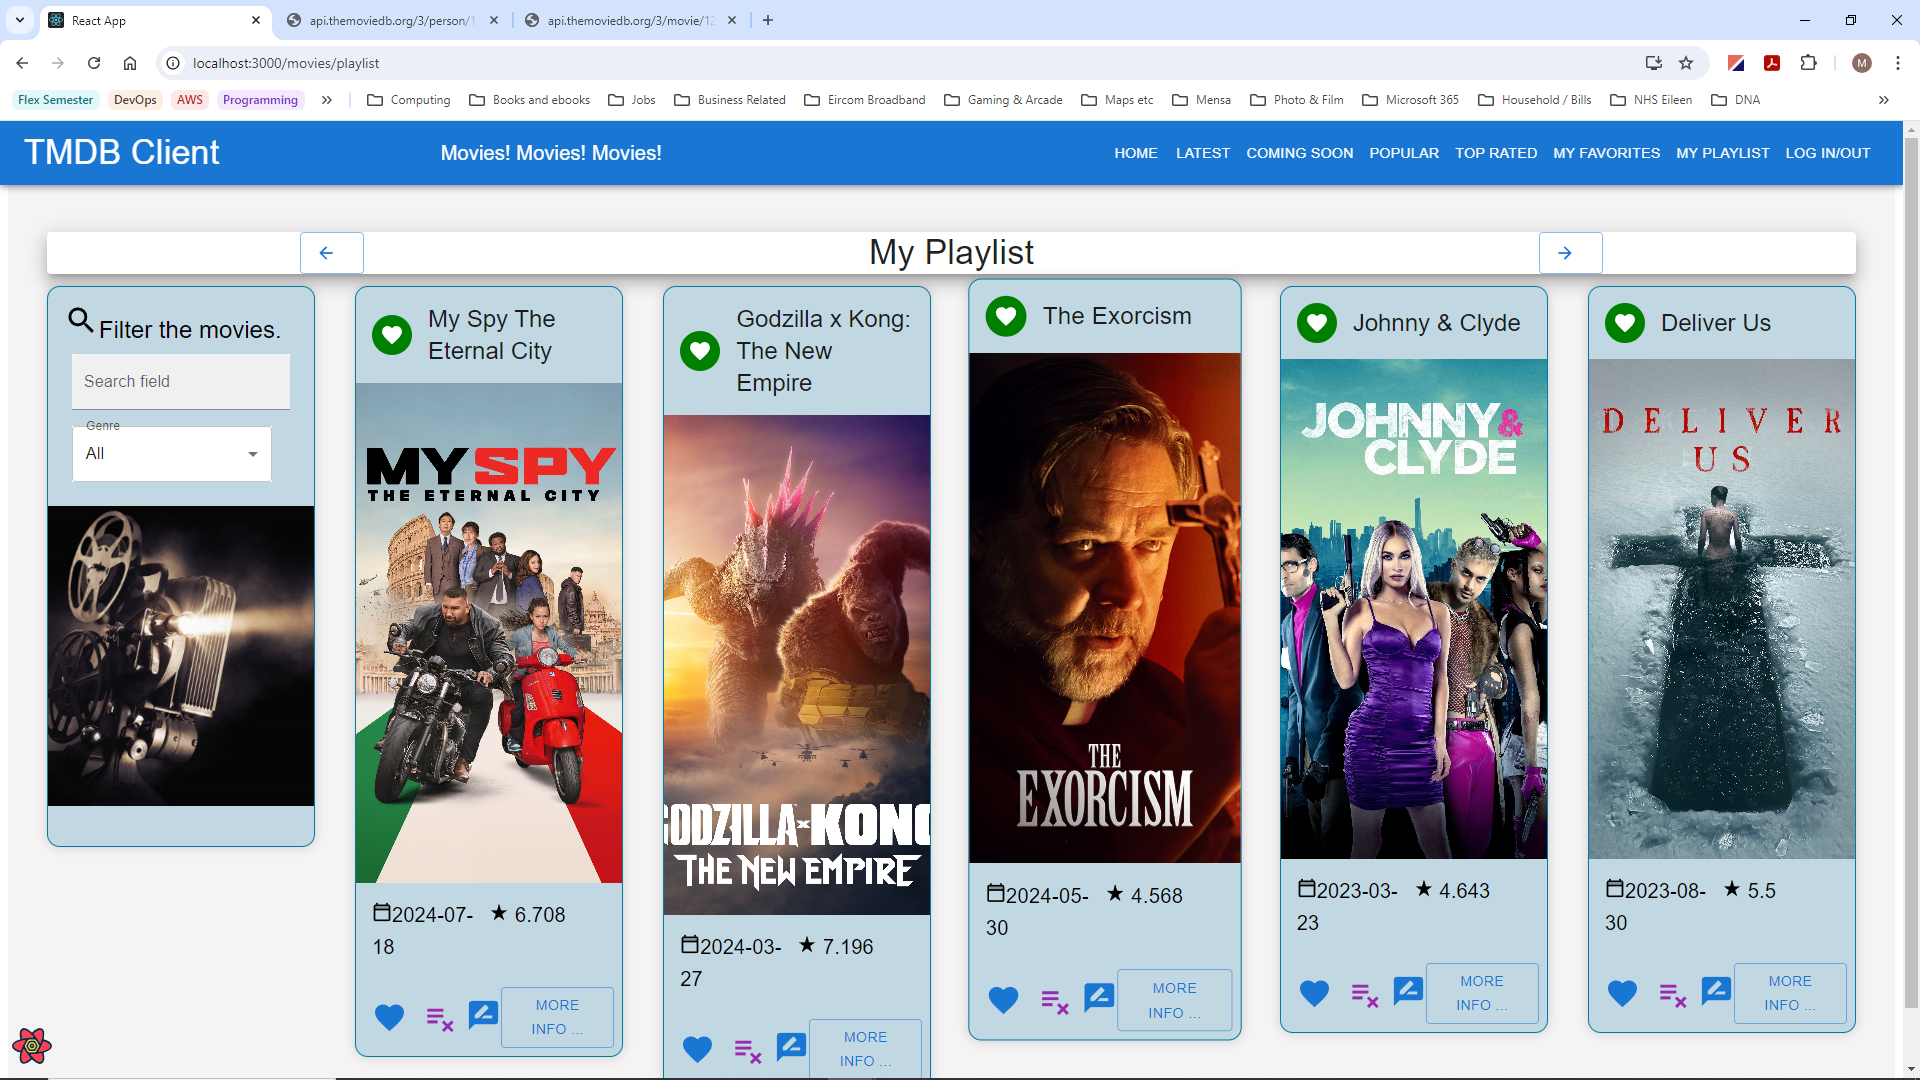 React App
api.themoviedb.org/3/person/1
api.themoviedb.org/3/movie/12
localhost:3000/movies/playlist
M
Flex Semester
DevOps
AWS
Programming
Computing
Books and ebooks
Jobs
Business Related
Eircom Broadband
Gaming & Arcade
Maps etc
Mensa
Photo & Film
Microsoft 365
Household / Bills
NHS Eileen
DNA
TMDB Client
Movies! Movies! Movies!
HOME
LATEST
COMING SOON
POPULAR
TOP RATED
MY FAVORITES
MY PLAYLIST
LOG IN/OUT
My Playlist
Filter the movies.
Search field
Genre
All
My Spy The
Eternal City
MY SPY
THE ETERNAL CITY
2024-07-
18
6.708
MORE
INFO ...
Godzilla x Kong:
The New
Empire
GODZILLA x KONG
THE NEW EMPIRE
2024-03-
27
7.196
MORE
INFO ...
The Exorcism
THE
EXORCISM
2024-05-
30
4.568
MORE
INFO ...
Johnny & Clyde
JOHNNY &
CLYDE
2023-03-
23
4.643
MORE
INFO ...
Deliver Us
DELIVER
US
2023-08-
30
5.5
MORE
INFO ...